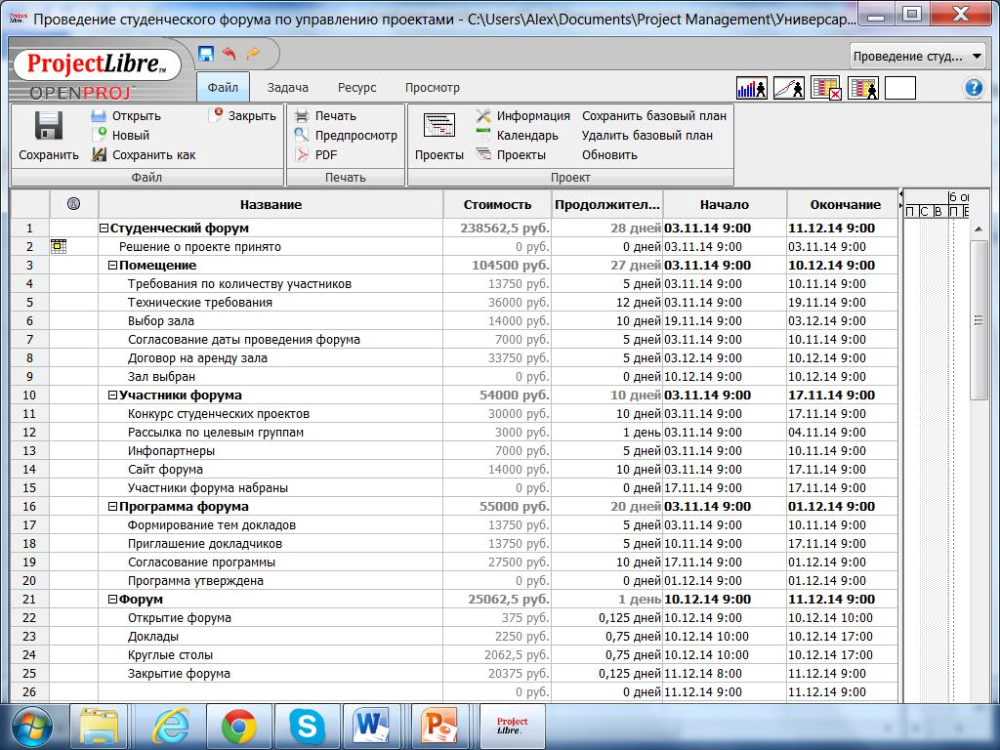 Проведение студенческого форума по управлению проектами - C:\Users\Alex\Documents\Project Management\Универсар...
ProjectLibre™
OPENPROJ
Проведение студ...
Файл Задача Ресурс Просмотр
Сохранить Открыть Новый Сохранить как Закрыть
Печать Предпросмотр PDF
Проекты Информация Календарь Проекты Сохранить базовый план Удалить базовый план Обновить
Файл Печать Проект
Название Стоимость Продолжител... Начало Окончание
6 ol
П С В П В
1 Студенческий форум 238562,5 руб. 28 дней 03.11.14 9:00 11.12.14 9:00
2 Решение о проекте принято 0 руб. 0 дней 03.11.14 9:00 03.11.14 9:00
3 Помещение 104500 руб. 27 дней 03.11.14 9:00 10.12.14 9:00
4 Требования по количеству участников 13750 руб. 5 дней 03.11.14 9:00 10.11.14 9:00
5 Технические требования 36000 руб. 12 дней 03.11.14 9:00 19.11.14 9:00
6 Выбор зала 14000 руб. 10 дней 19.11.14 9:00 03.12.14 9:00
7 Согласование даты проведения форума 7000 руб. 5 дней 03.11.14 9:00 10.11.14 9:00
8 Договор на аренду зала 33750 руб. 5 дней 03.12.14 9:00 10.12.14 9:00
9 Зал выбран 0 руб. 0 дней 10.12.14 9:00 10.12.14 9:00
10 Участники форума 54000 руб. 10 дней 03.11.14 9:00 17.11.14 9:00
11 Конкурс студенческих проектов 30000 руб. 10 дней 03.11.14 9:00 17.11.14 9:00
12 Рассылка по целевым группам 3000 руб. 1 день 03.11.14 9:00 04.11.14 9:00
13 Инфопартнеры 7000 руб. 5 дней 03.11.14 9:00 10.11.14 9:00
14 Сайт форума 14000 руб. 10 дней 03.11.14 9:00 17.11.14 9:00
15 Участники форума набраны 0 руб. 0 дней 17.11.14 9:00 17.11.14 9:00
16 Программа форума 55000 руб. 20 дней 03.11.14 9:00 01.12.14 9:00
17 Формирование тем докладов 13750 руб. 5 дней 03.11.14 9:00 10.11.14 9:00
18 Приглашение докладчиков 13750 руб. 5 дней 10.11.14 9:00 17.11.14 9:00
19 Согласование программы 27500 руб. 10 дней 17.11.14 9:00 01.12.14 9:00
20 Программа утверждена 0 руб. 0 дней 01.12.14 9:00 01.12.14 9:00
21 Форум 25062,5 руб. 1 день 10.12.14 9:00 11.12.14 9:00
22 Открытие форума 375 руб. 0,125 дней 10.12.14 9:00 10.12.14 10:00
23 Доклады 2250 руб. 0,75 дней 10.12.14 10:00 10.12.14 17:00
24 Круглые столы 2062,5 руб. 0,75 дней 10.12.14 10:00 10.12.14 17:00
25 Закрытие форума 20375 руб. 0,125 дней 11.12.14 8:00 11.12.14 9:00
26 0 руб. 0 дней 11.12.14 9:00 11.12.14 9:00
Project Libre.